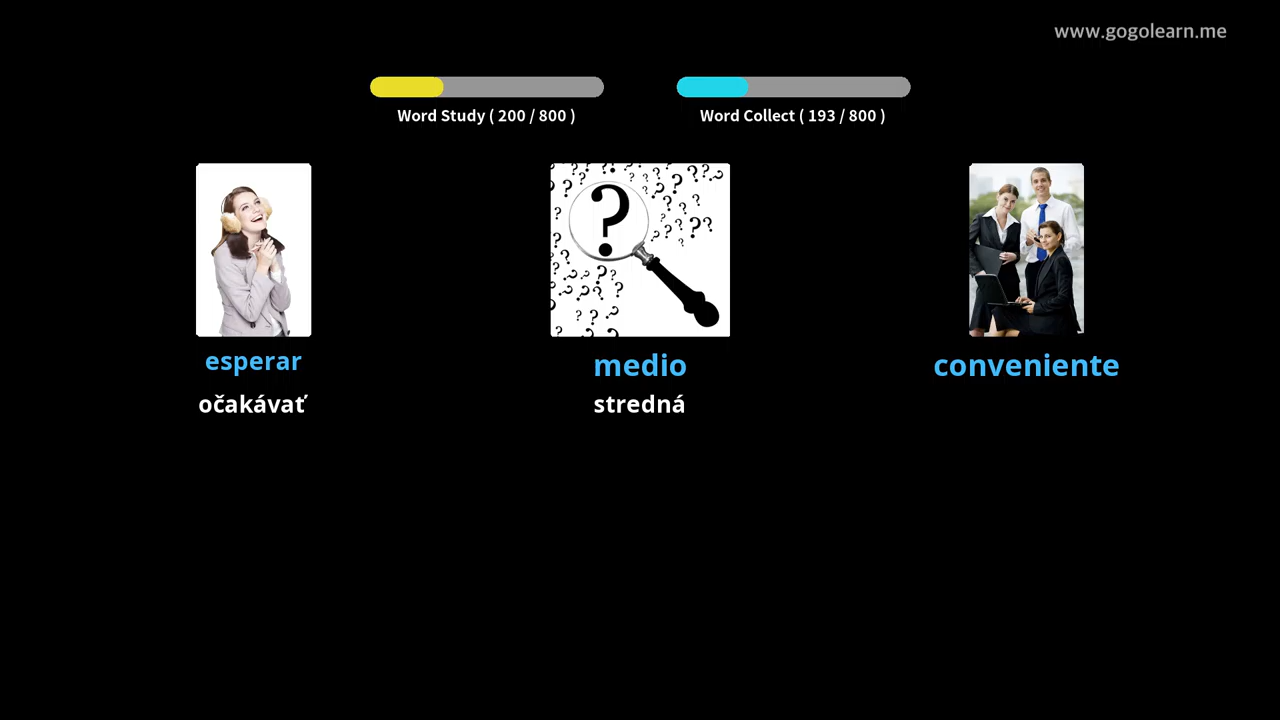 www.gogolearn.me
Word Study ( 200 / 800 )
Word Collect ( 193 / 800 )
esperar
medio
conveniente
očakávať
stredná